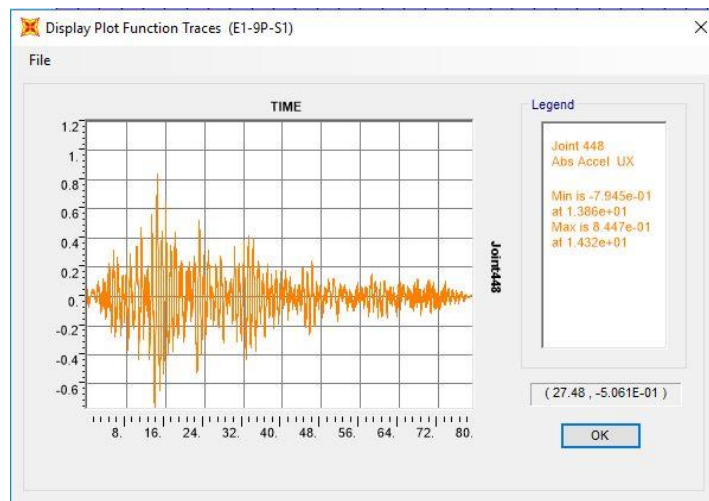 Display Plot Function Traces (E1-9P-S1)
File
TIME
1.2
1.
0.8
0.6
0.4
0.2
0.
-0.2
-0.4
-0.6
8. 16. 24. 32. 40. 48. 56. 64. 72. 80.
Joint448
Legend
Joint 448
Abs Accel UX
Min is -7.945e-01
at 1.386e+01
Max is 8.447e-01
at 1.432e+01
( 27.48 , -5.061E-01 )
OK